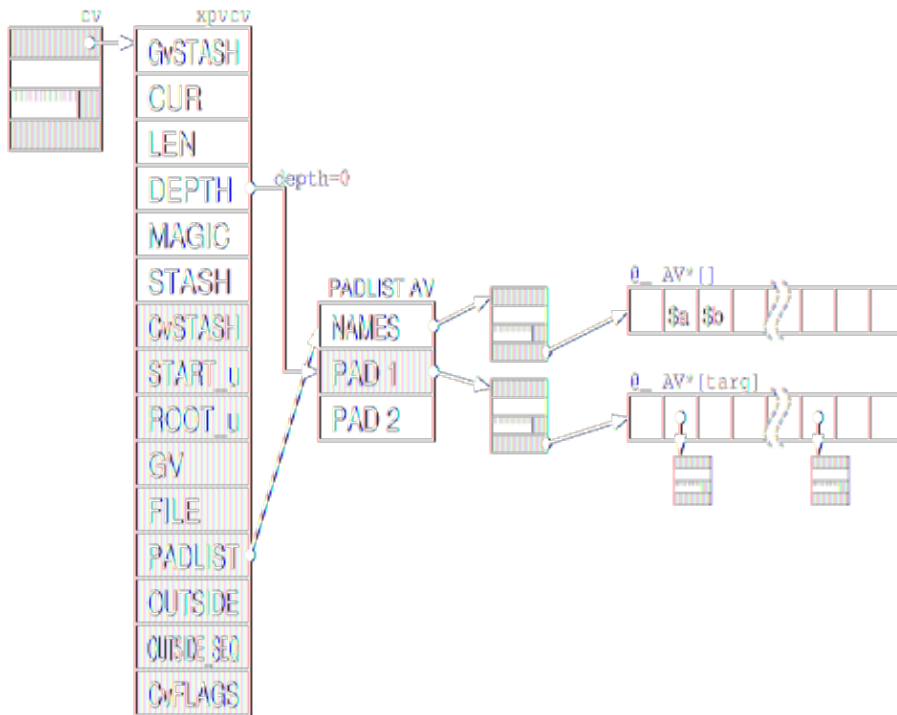 cv
xpvcv
GvSTASH
CUR
LEN
DEPTH
depth=0
MAGIC
STASH
CvSTASH
START_u
ROOT_u
GV
FILE
PADLIST
OUTSIDE
OUTSIDE_SEQ
CvFLAGS
PADLIST AV
NAMES
PAD 1
PAD 2
0_ AV*[]
$a $b
0_ AV*[targ]